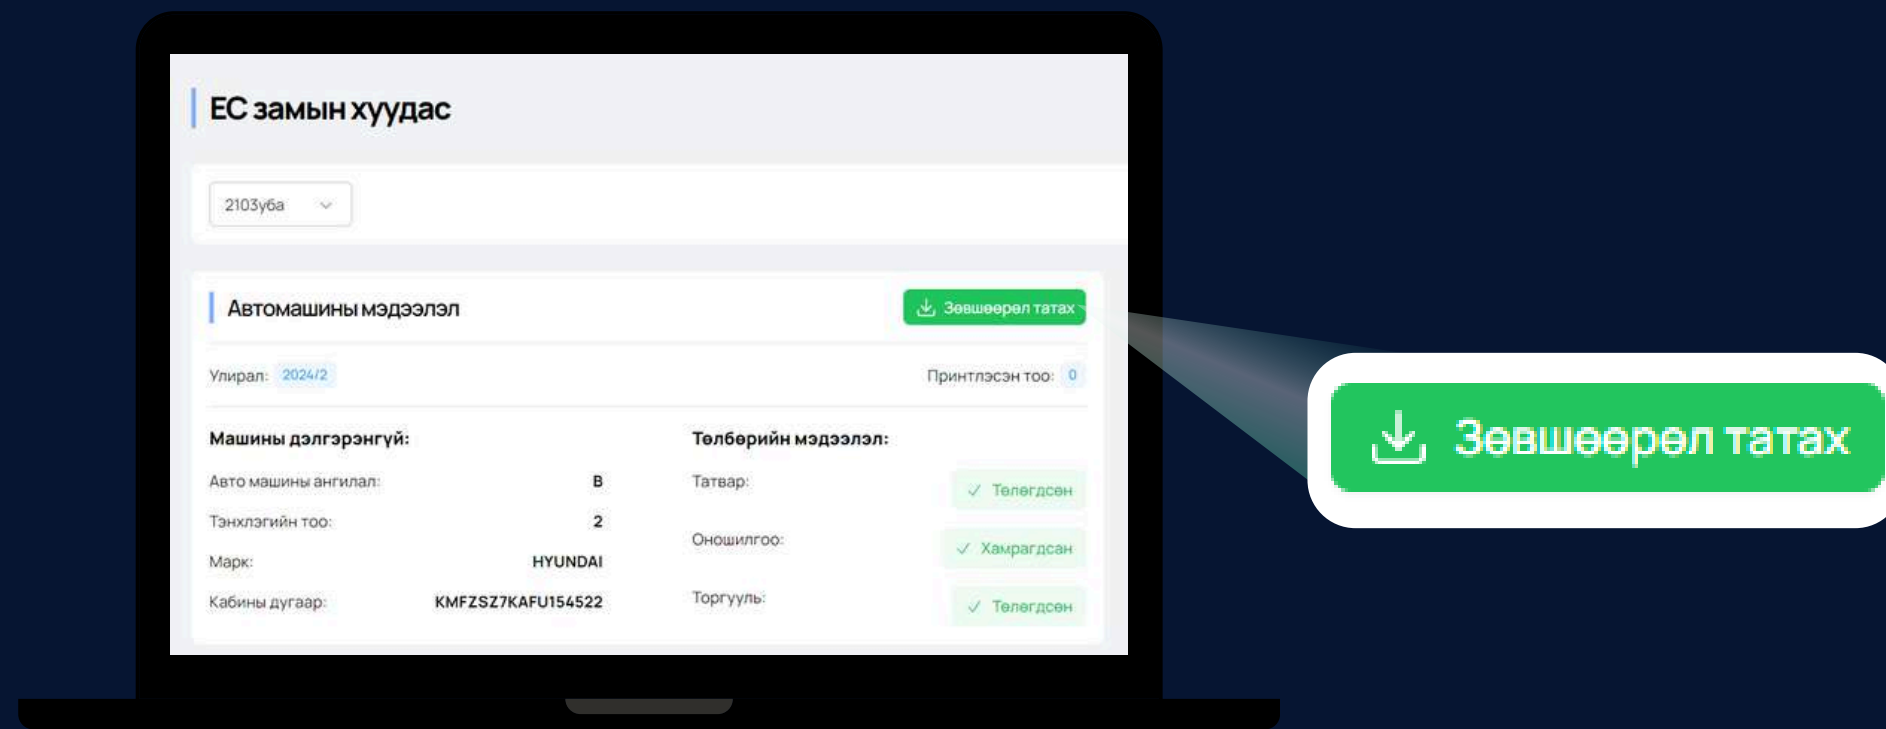 ЕС замын хуудас
2103уба
Автомашины мэдээлэл
Зөвшөөрөл татах
Улирал: 2024/2
Принтлэсэн тоо: 0
Машины дэлгэрэнгүй:
Авто машины ангилал: B
Тэнхлэгийн тоо: 2
Марк: HYUNDAI
Кабины дугаар: KMFZSZ7KAFU154522
Төлбөрийн мэдээлэл:
Татвар: Төлөгдсөн
Оношилгоо: Хамрагдсан
Торгууль: Төлөгдсөн
Зөвшөөрөл татах